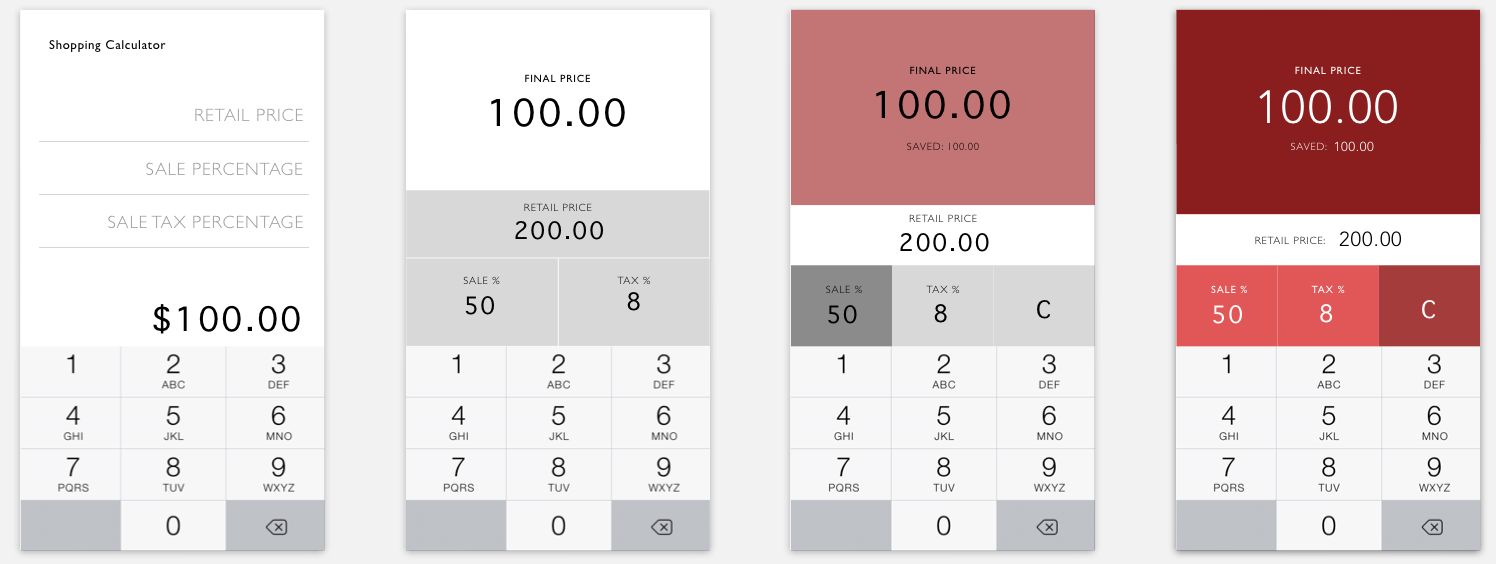 Shopping Calculator
RETAIL PRICE
SALE PERCENTAGE
SALE TAX PERCENTAGE
$100.00
1 2 3
ABC DEF
4 5 6
GHI JKL MNO
7 8 9
PQRS TUV WXYZ
0
FINAL PRICE
100.00
RETAIL PRICE
200.00
SALE % TAX %
50 8
1 2 3
ABC DEF
4 5 6
GHI JKL MNO
7 8 9
PQRS TUV WXYZ
0
FINAL PRICE
100.00
SAVED: 100.00
RETAIL PRICE
200.00
SALE % TAX %
50 8 C
1 2 3
ABC DEF
4 5 6
GHI JKL MNO
7 8 9
PQRS TUV WXYZ
0
FINAL PRICE
100.00
SAVED: 100.00
RETAIL PRICE: 200.00
SALE % TAX %
50 8 C
1 2 3
ABC DEF
4 5 6
GHI JKL MNO
7 8 9
PQRS TUV WXYZ
0